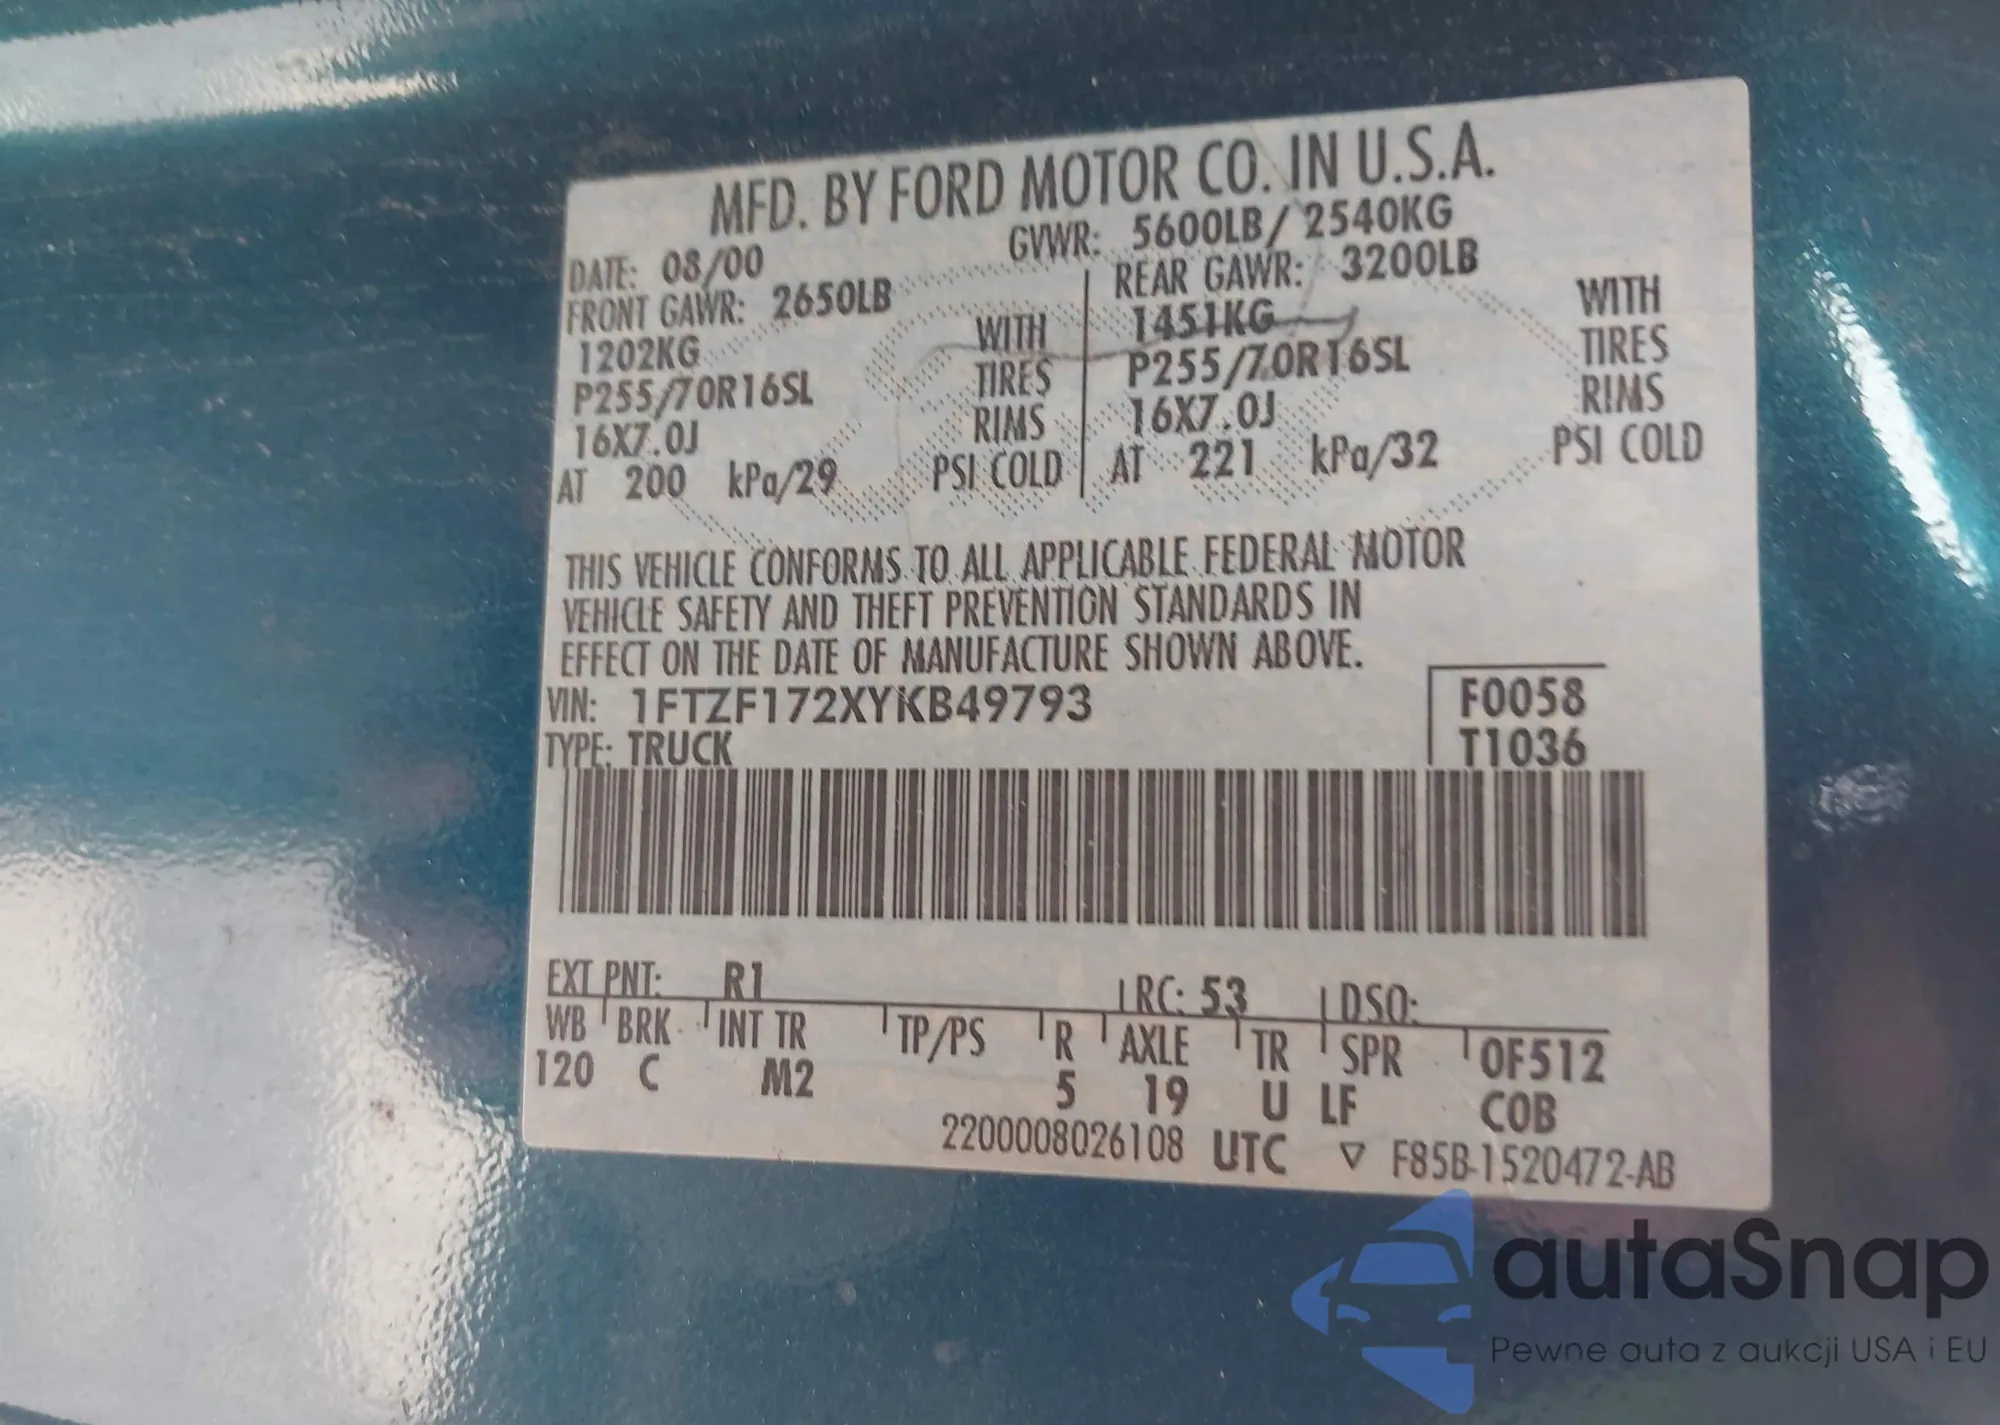 MFD. BY FORD MOTOR CO. IN U.S.A.
DATE: 08/00 GVWR: 5600LB/ 2540KG
FRONT GAWR: 2650LB REAR GAWR: 3200LB
1202KG WITH 1451KG WITH
P255/70R16SL TIRES P255/70R16SL TIRES
16X7.0J RIMS 16X7.0J RIMS
AT 200 kPa/29 PSI COLD AT 221 kPa/32 PSI COLD
THIS VEHICLE CONFORMS TO ALL APPLICABLE FEDERAL MOTOR
VEHICLE SAFETY AND THEFT PREVENTION STANDARDS IN
EFFECT ON THE DATE OF MANUFACTURE SHOWN ABOVE.
VIN: 1FTZF172XYKB49793 F0058
TYPE: TRUCK T1036
EXT PNT: R1 RC: 53 DSO:
WB BRK INT TR TP/PS R AXLE TR SPR 0F512
120 C M2 5 19 U LF COB
2200008026108 UTC ▽ F85B-1520472-AB
autaSnap
Pewne auta z aukcji USA i EU